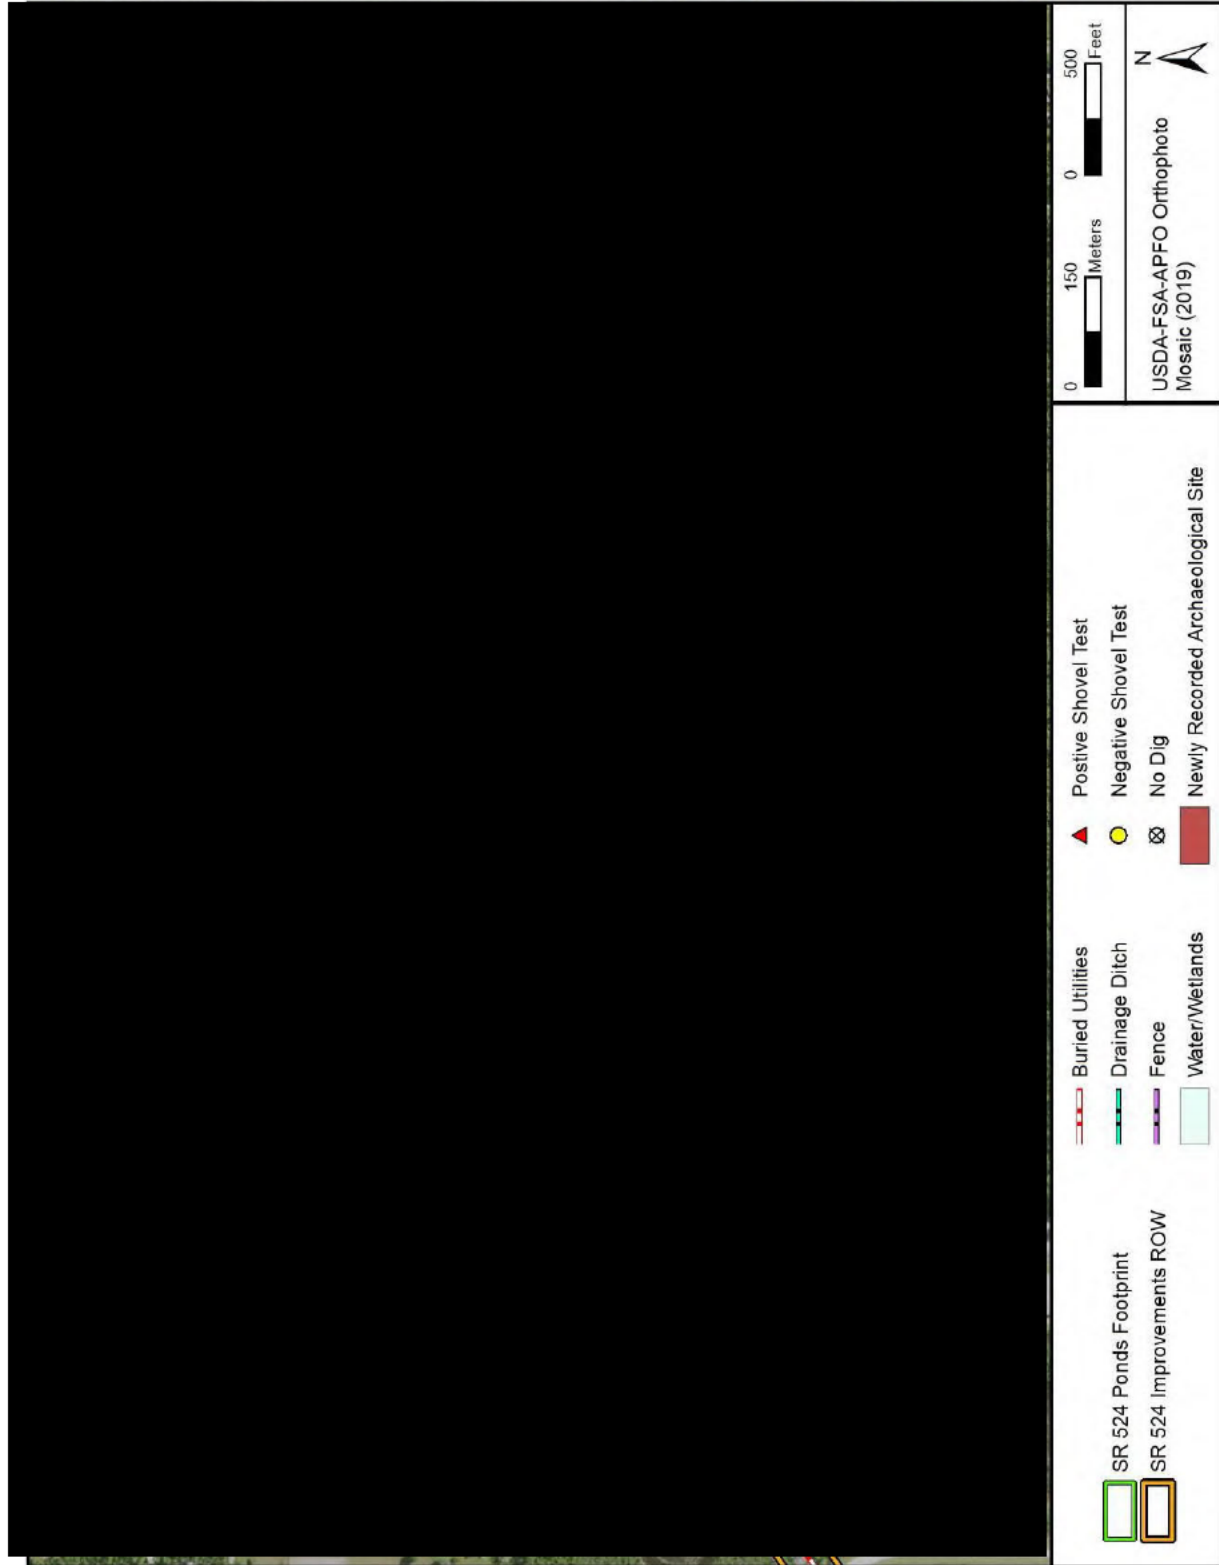 SR 524 Ponds Footprint
SR 524 Improvements ROW
Buried Utilities
Drainage Ditch
Fence
Water/Wetlands
Postive Shovel Test
Negative Shovel Test
No Dig
Newly Recorded Archaeological Site
0 150 Meters
0 500 Feet
USDA-FSA-APFO Orthophoto
Mosaic (2019)
N